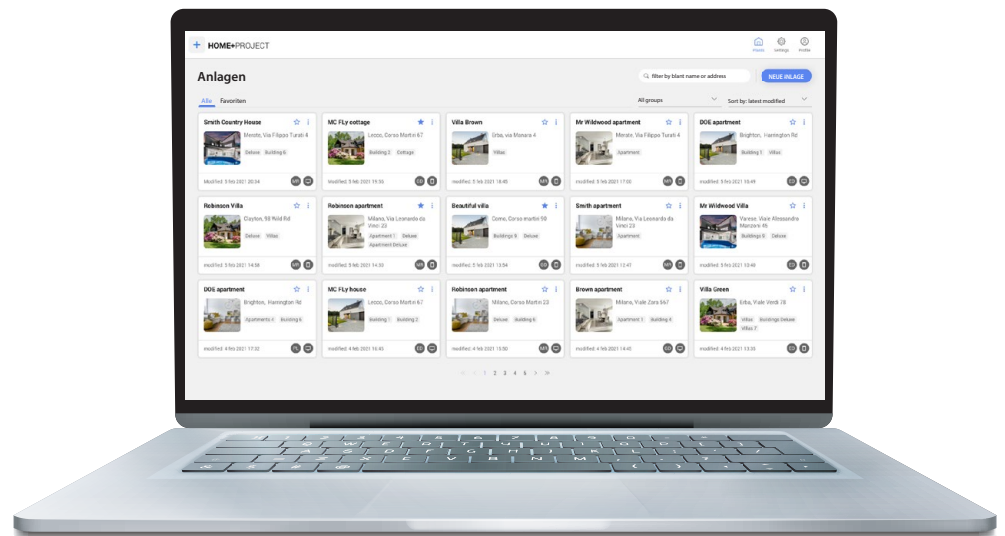 HOME+PROJECT
home
settings
Profile
Anlagen
filter by blant name or address
NEUE INLAGE
Alle Favoriten
All groups
Sort by: latest modified
Smith Country House
Merate, Via Filippo Turati 4
Deluxe Building 6
Modified: 5 feb 2021 20:34
MC FLy cottage
Lecco, Corso Martiri 67
Building 2 Cottage
Modified: 5 feb 2021 19:36
Villa Brown
Erba, via Manara 4
Villas
modified: 5 feb 2021 18:45
Mr Wildwood apartment
Merate, Via Filippo Turati 4
Apartment
modified: 5 feb 2021 17:05
DOE apartment
Brighton, Harrington Rd
Building 1 Villas
modified: 5 feb 2021 15:49
Robinson Villa
Clayton, 98 Wild Rd
Deluxe Villas
modified: 5 feb 2021 14:58
Robinson apartment
Milano, Via Leonardo da
Vinci 23
Apartment 1 Deluxe
Apartment Deluxe
modified: 5 feb 2021 14:33
Beautiful villa
Como, Corso martiri 90
Buildings 8 Deluxe
modified: 5 feb 2021 13:54
Smith apartment
Milano, Via Leonardo da
Vinci 23
Apartment
modified: 5 feb 2021 12:47
Mr Wildwood Villa
Varese, Viale Alessandro
Manzoni 46
Buildings 8 Deluxe
modified: 5 feb 2021 10:46
DOE apartment
Brighton, Harrington Rd
Apartments 4 Building 6
modified: 4 feb 2021 17:32
MC FLy house
Lecco, Corso Martiri 67
Building 1 Building 2
modified: 4 feb 2021 16:45
Robinson apartment
Milano, Corso Martiri 23
Deluxe Building 6
modified: 4 feb 2021 15:50
Brown apartment
Milano, Viale Zara 567
Apartment 1 Building 4
modified: 4 feb 2021 14:45
Villa Green
Erba, Viale Verdi 78
Villas Buildings Deluxe
Villas 2
modified: 4 feb 2021 13:35
1 2 3 4 5